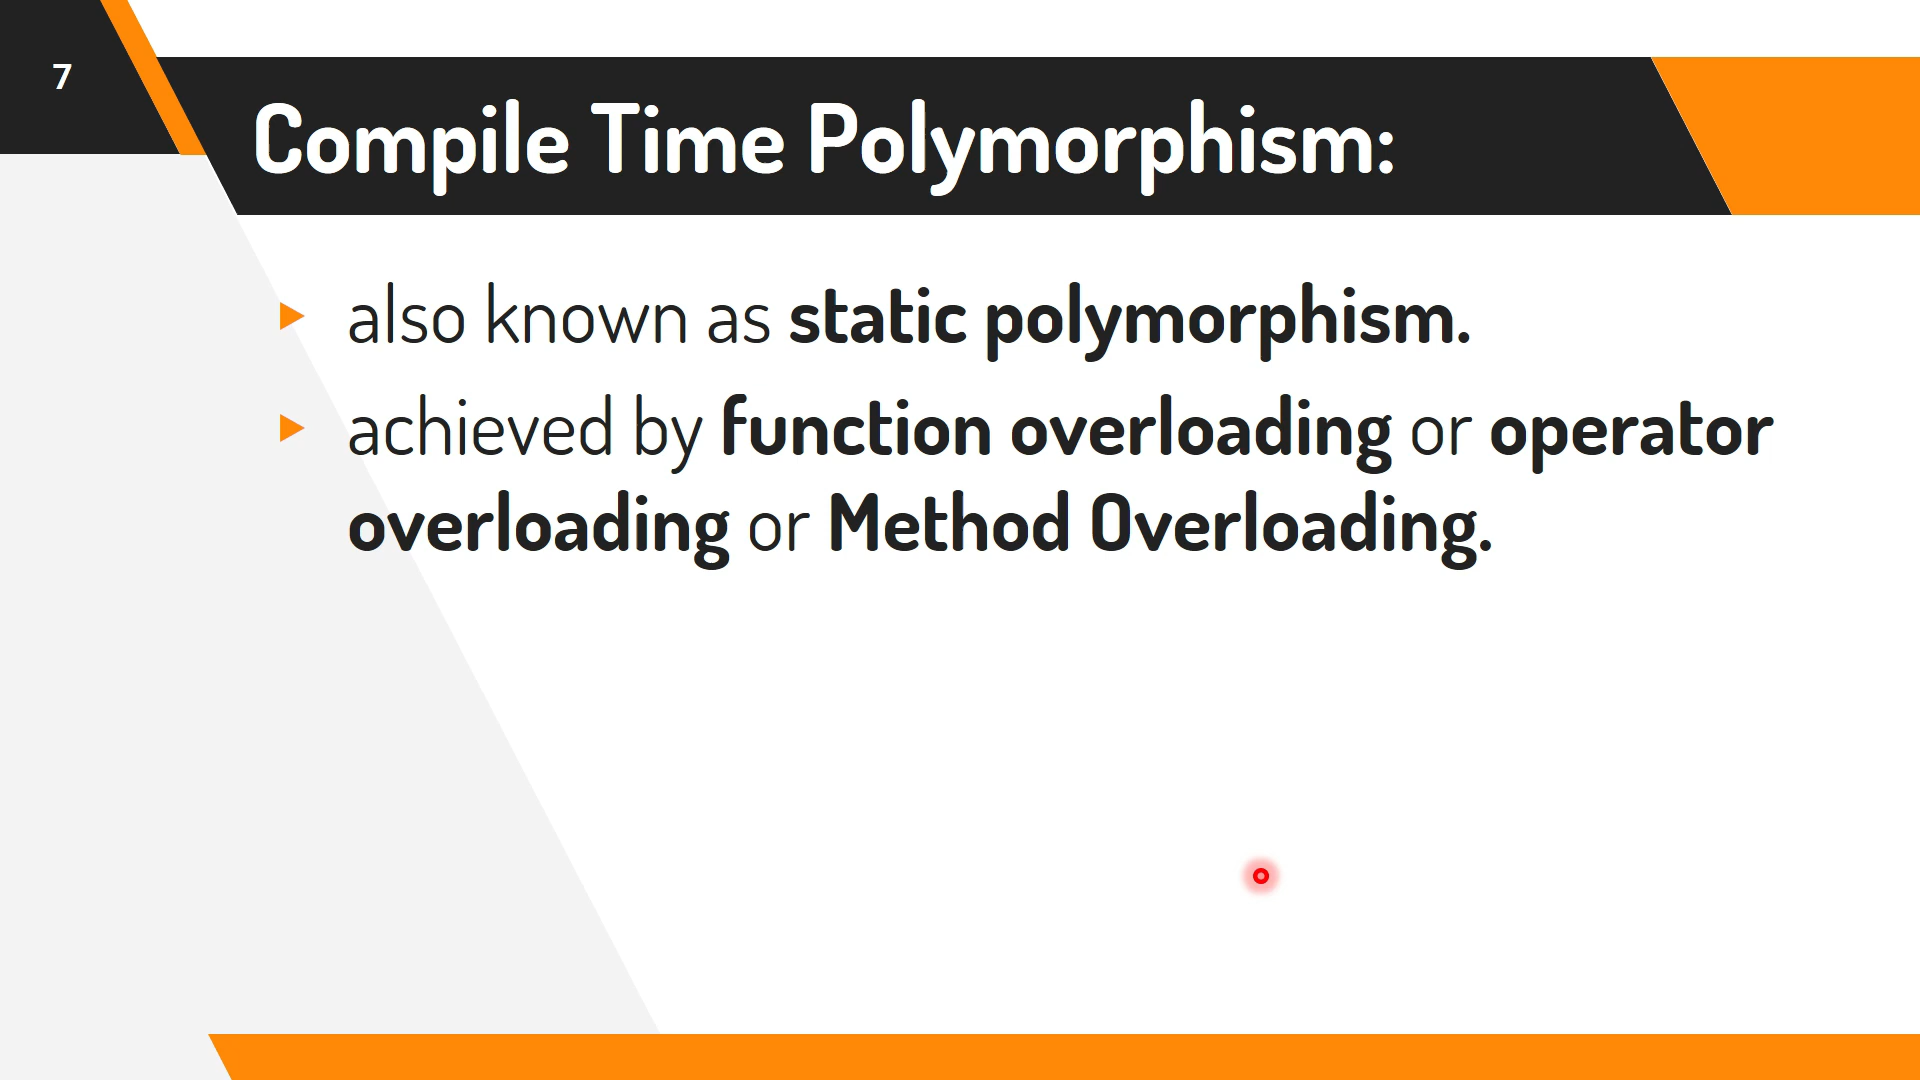 7
Compile Time Polymorphism:
also known as static polymorphism.
achieved by function overloading or operator
overloading or Method Overloading.